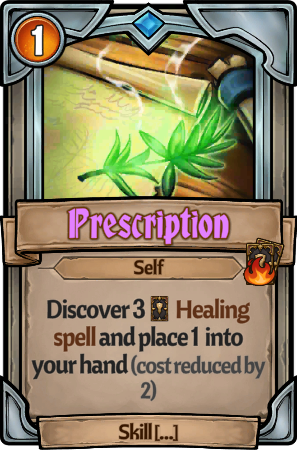 1
Prescription
Self
Discover 3 Healing
spell and place 1 into
your hand (cost reduced by
2)
Skill [...]